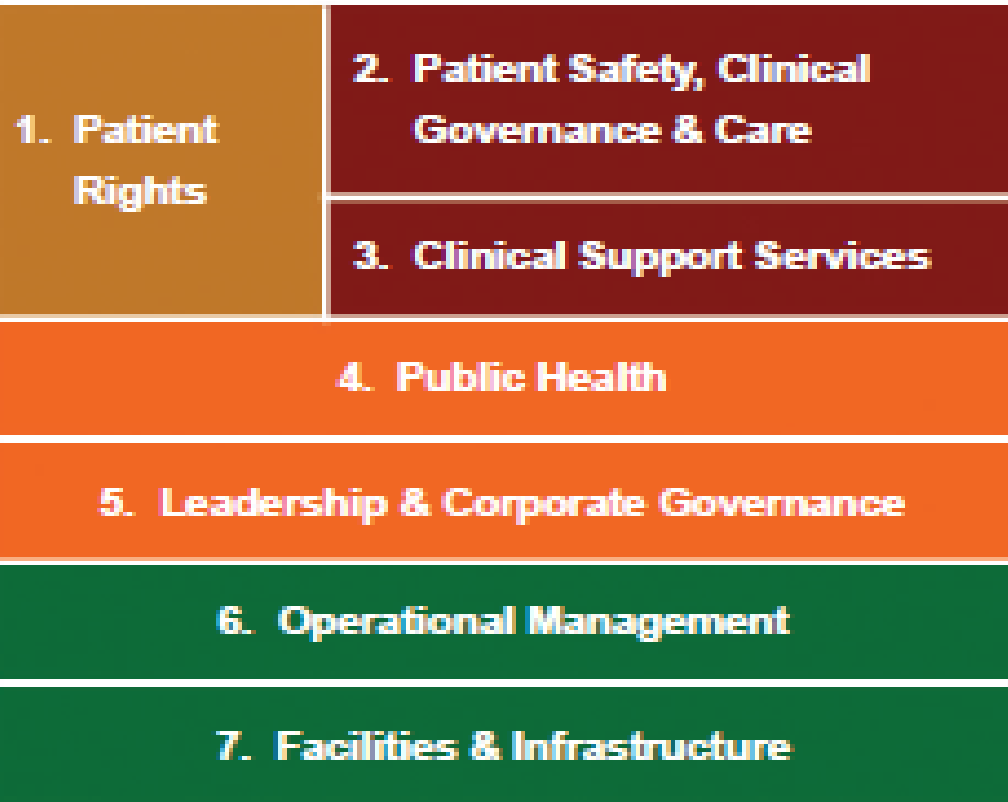 1. Patient
Rights
2. Patient Safety, Clinical
Governance & Care
3. Clinical Support Services
4. Public Health
5. Leadership & Corporate Governance
6. Operational Management
7. Facilities & Infrastructure